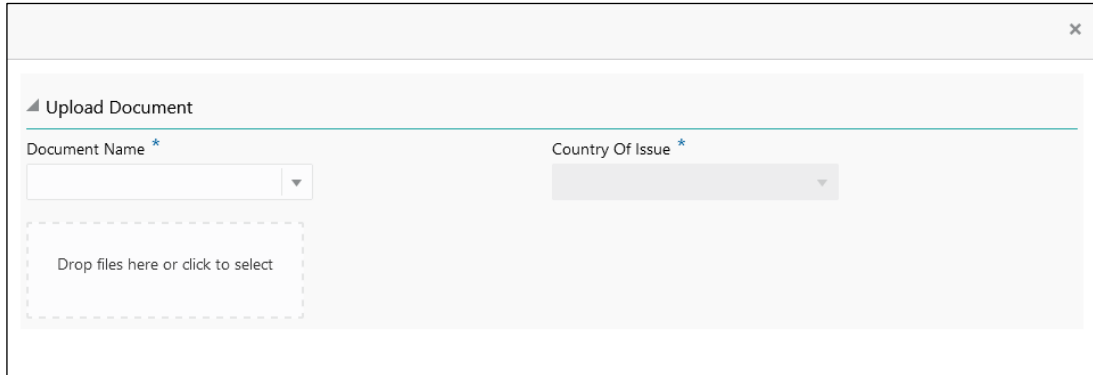 Upload Document
Document Name *
Country Of Issue *
Drop files here or click to select